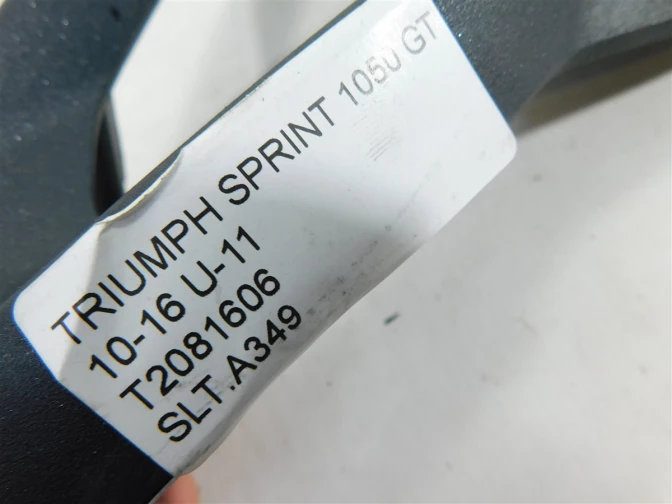 TRIUMPH SPRINT 1050 GT
10-16 U-11
T2081606
SLT.A349